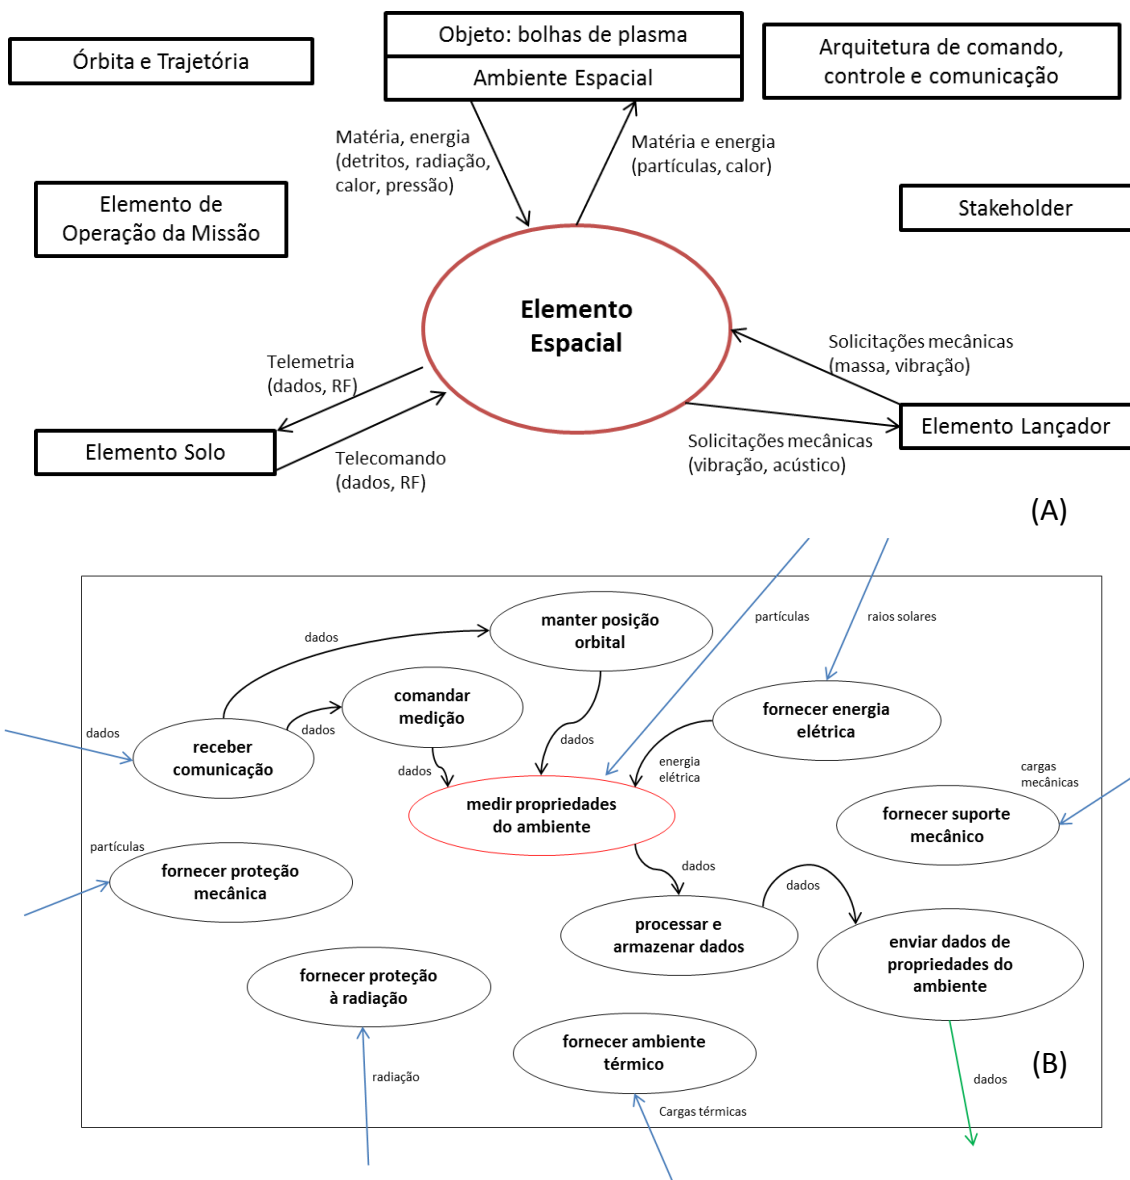 Objeto: bolhas de plasma
Ambiente Espacial
Órbita e Trajetória
Arquitetura de comando,
controle e comunicação
Matéria, energia
(detritos, radiação,
calor, pressão)
Matéria e energia
(partículas, calor)
Elemento de
Operação da Missão
Stakeholder
Elemento
Espacial
Telemetria
(dados, RF)
Solicitações mecânicas
(massa, vibração)
Elemento Solo
Elemento Lançador
Telecomando
(dados, RF)
Solicitações mecânicas
(vibração, acústico)
(A)
partículas
raios solares
manter posição
orbital
dados
comandar
medição
fornecer energia
elétrica
dados
receber
comunicação
dados
dados
dados
energia
elétrica
cargas
mecânicas
medir propriedades
do ambiente
fornecer suporte
mecânico
partículas
fornecer proteção
mecânica
dados
dados
processar e
armazenar dados
enviar dados de
propriedades do
ambiente
fornecer proteção
à radiação
fornecer ambiente
térmico
(B)
radiação
dados
Cargas térmicas